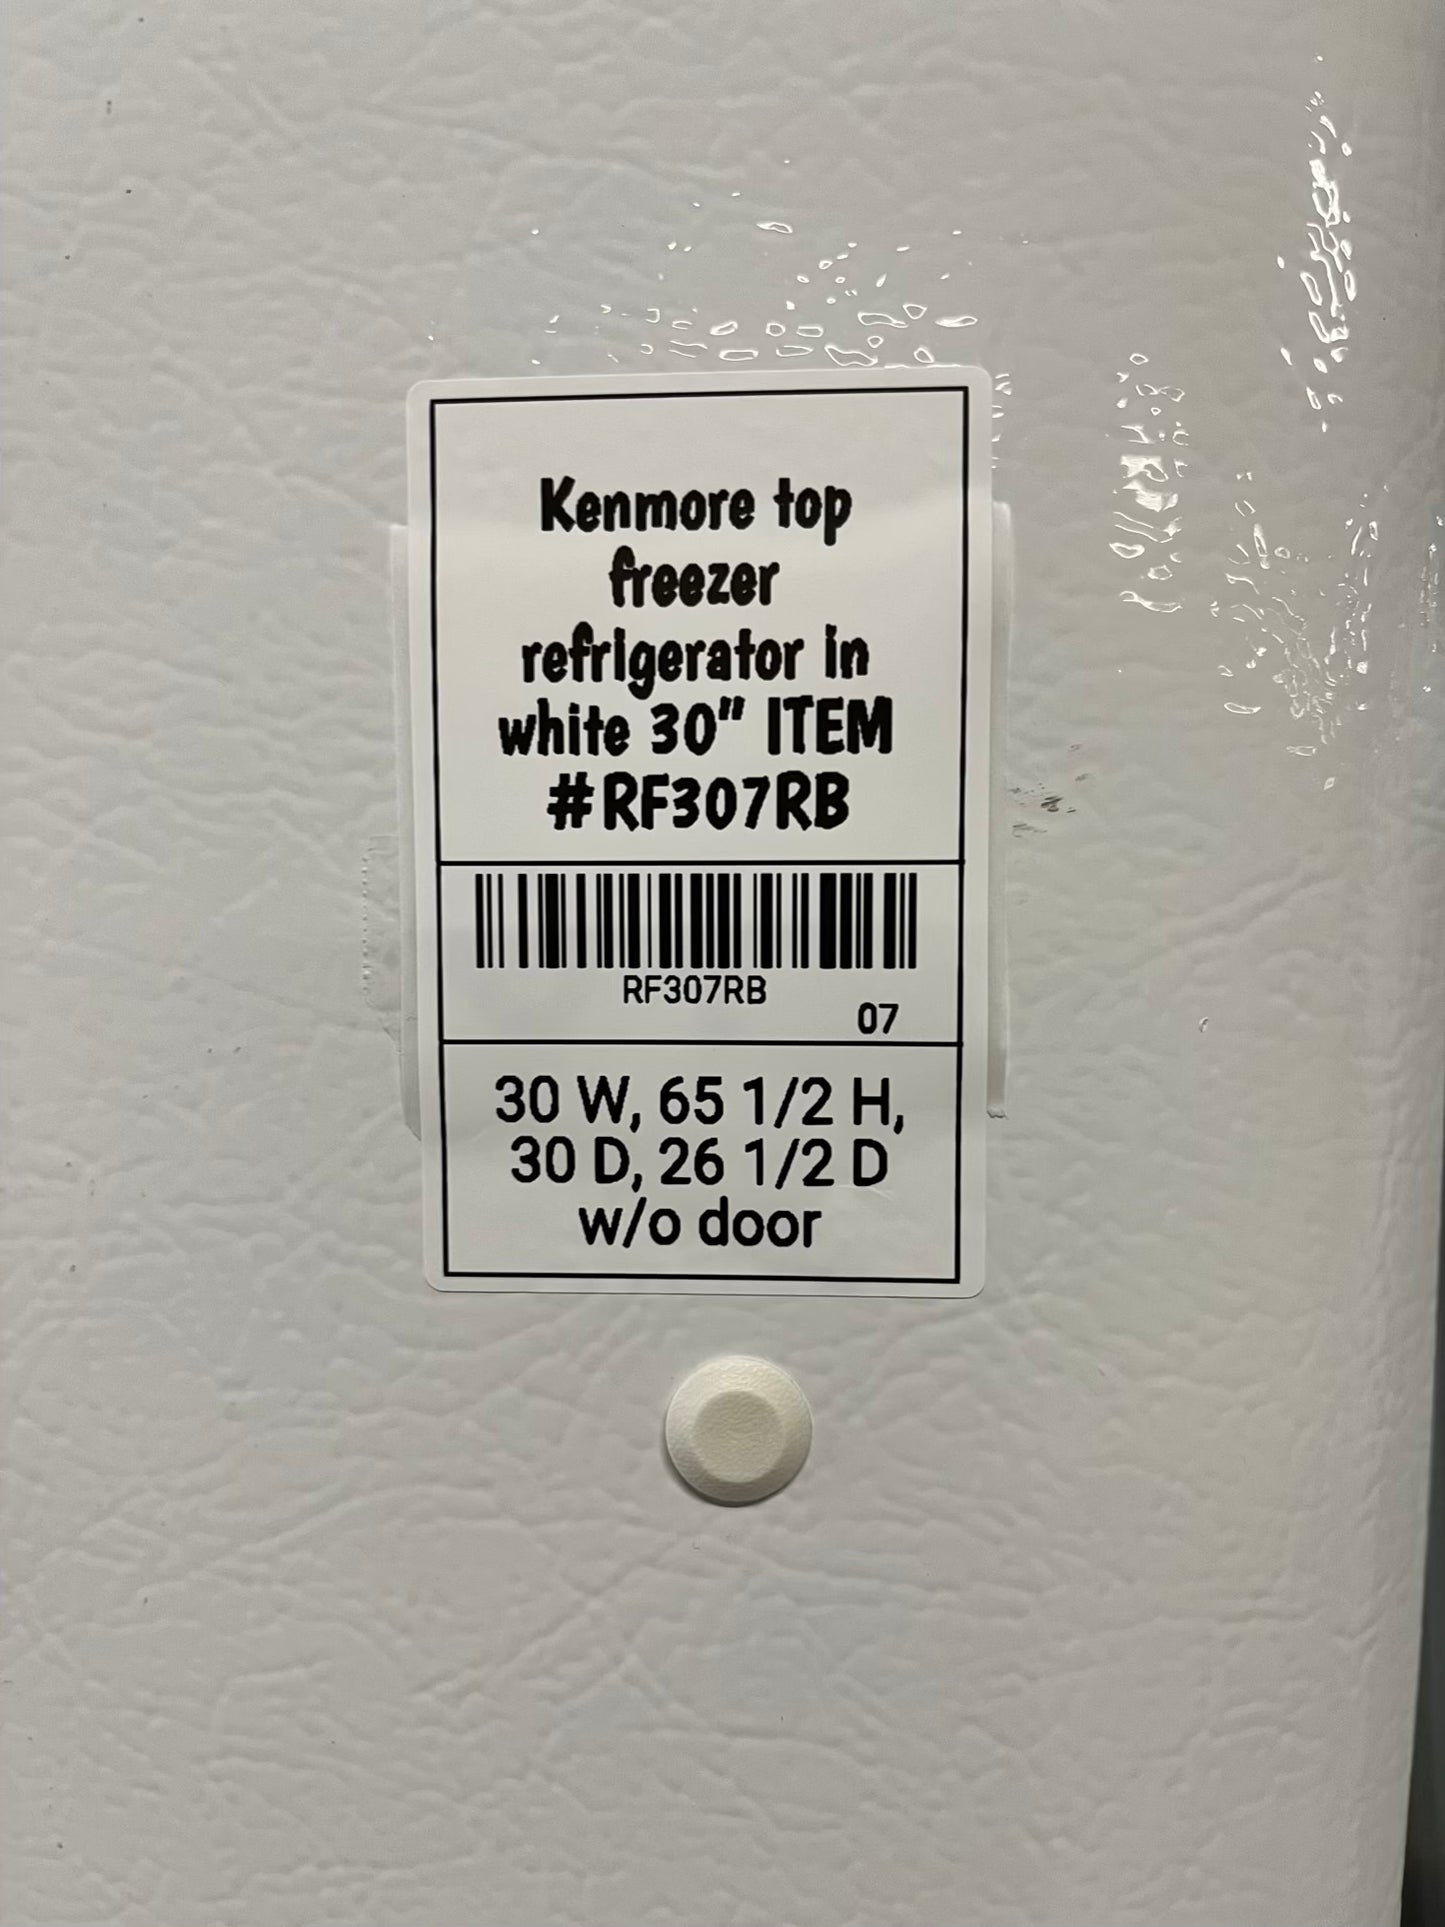 Kenmore top
freezer
refrigerator in
white 30" ITEM
#RF307RB
RF307RB
07
30 W, 65 1/2 H,
30 D, 26 1/2 D
w/o door